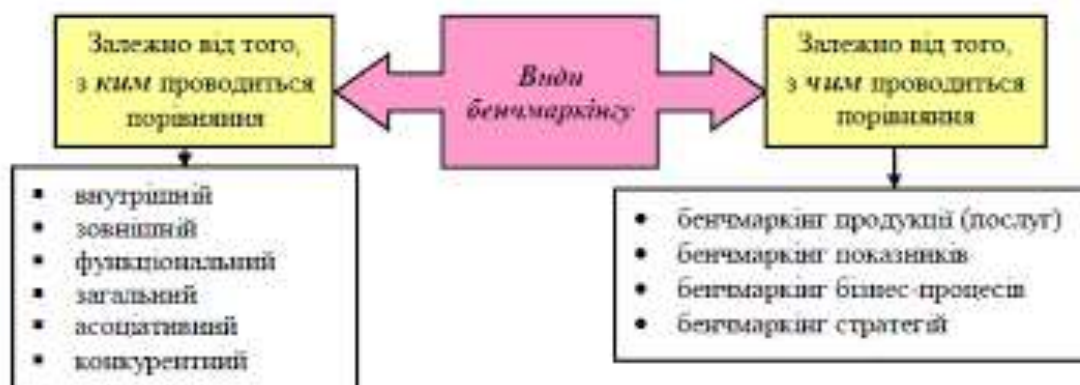 Залежно від того,
з ким проводиться
порівняння
Види
бенчмаркінгу
Залежно від того,
з чим проводиться
порівняння
▪ внутрішній
▪ зовнішній
▪ функціональний
▪ загальний
▪ асоціативний
▪ конкурентний
• бенчмаркінг продукції (послуг)
• бенчмаркінг показників
• бенчмаркінг бізнес-процесів
• бенчмаркінг стратегій